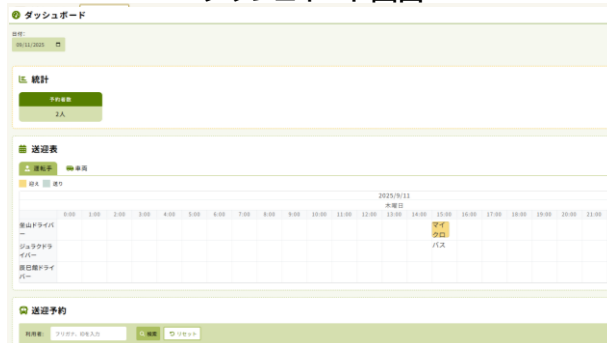 ダッシュボード
日付:
09/11/2025
統計
予約者数
2人
送迎表
運転手 車両
迎え 送り
2025/9/11
木曜日
0:00 1:00 2:00 3:00 4:00 5:00 6:00 7:00 8:00 9:00 10:00 11:00 12:00 13:00 14:00 15:00 16:00 17:00 18:00 19:00 20:00 21:00
里山ドライバー
マイクロバス
ジュラクドライバー
辰巳館ドライバー
送迎予約
利用者: フリガナ、IDを入力 検索 リセット